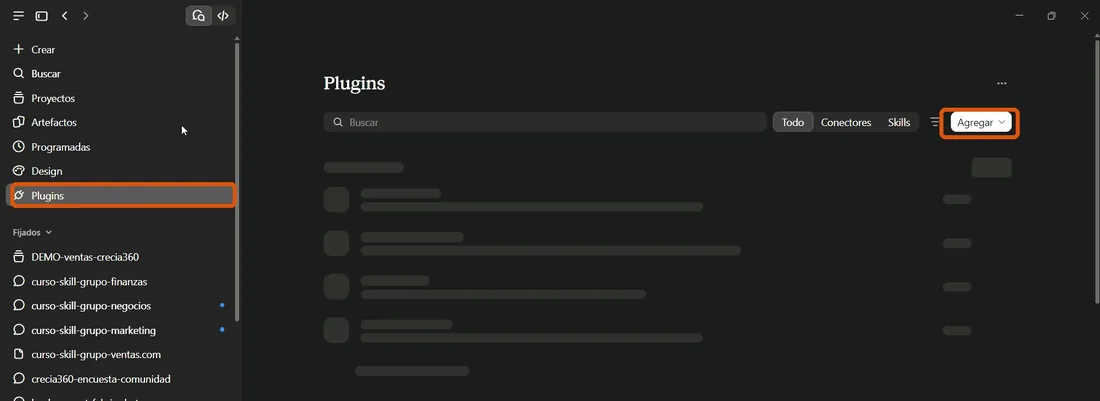 Crear
Buscar
Proyectos
Artefactos
Programadas
Design
Plugins
Fijados
DEMO-ventas-crecia360
curso-skill-grupo-finanzas
curso-skill-grupo-negocios
curso-skill-grupo-marketing
curso-skill-grupo-ventas.com
crecia360-encuesta-comunidad
Plugins
Buscar
Todo Conectores Skills
Agregar